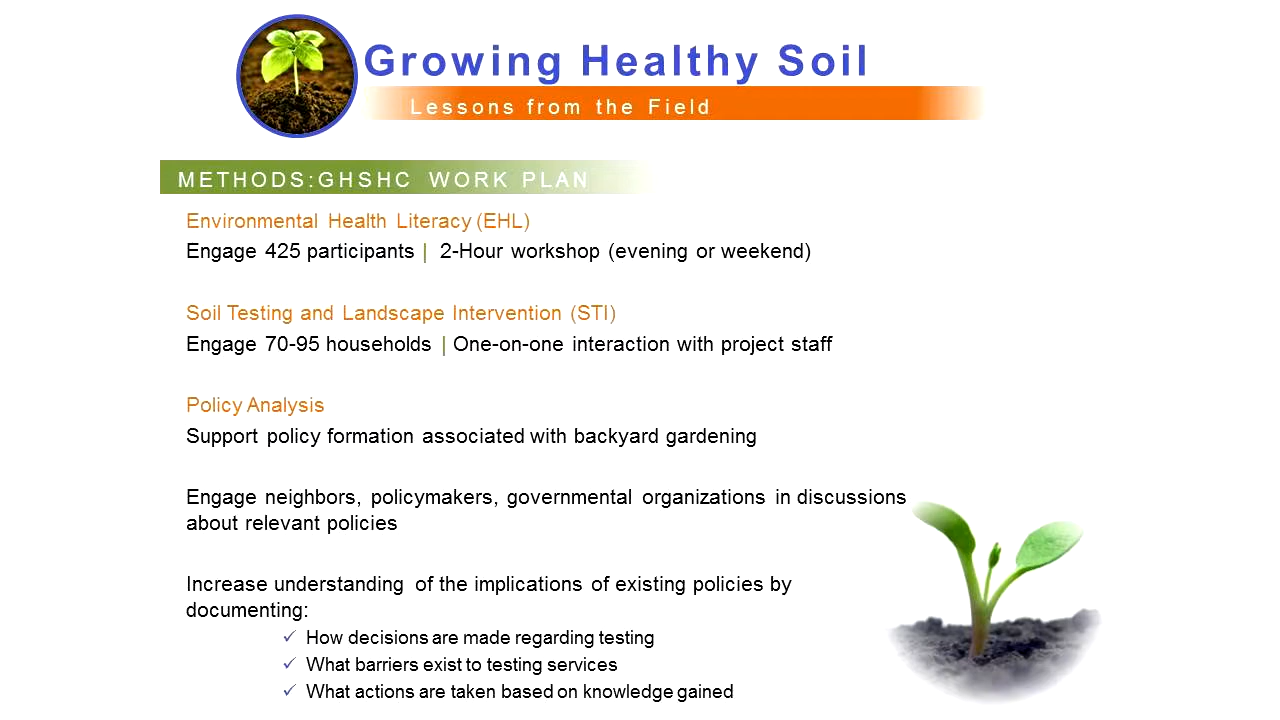 Growing Healthy Soil
Lessons from the Field
METHODS:GHSHC WORK PLAN
Environmental Health Literacy (EHL)
Engage 425 participants | 2-Hour workshop (evening or weekend)
Soil Testing and Landscape Intervention (STI)
Engage 70-95 households | One-on-one interaction with project staff
Policy Analysis
Support policy formation associated with backyard gardening
Engage neighbors, policymakers, governmental organizations in discussions
about relevant policies
Increase understanding of the implications of existing policies by
documenting:
✓ How decisions are made regarding testing
✓ What barriers exist to testing services
✓ What actions are taken based on knowledge gained